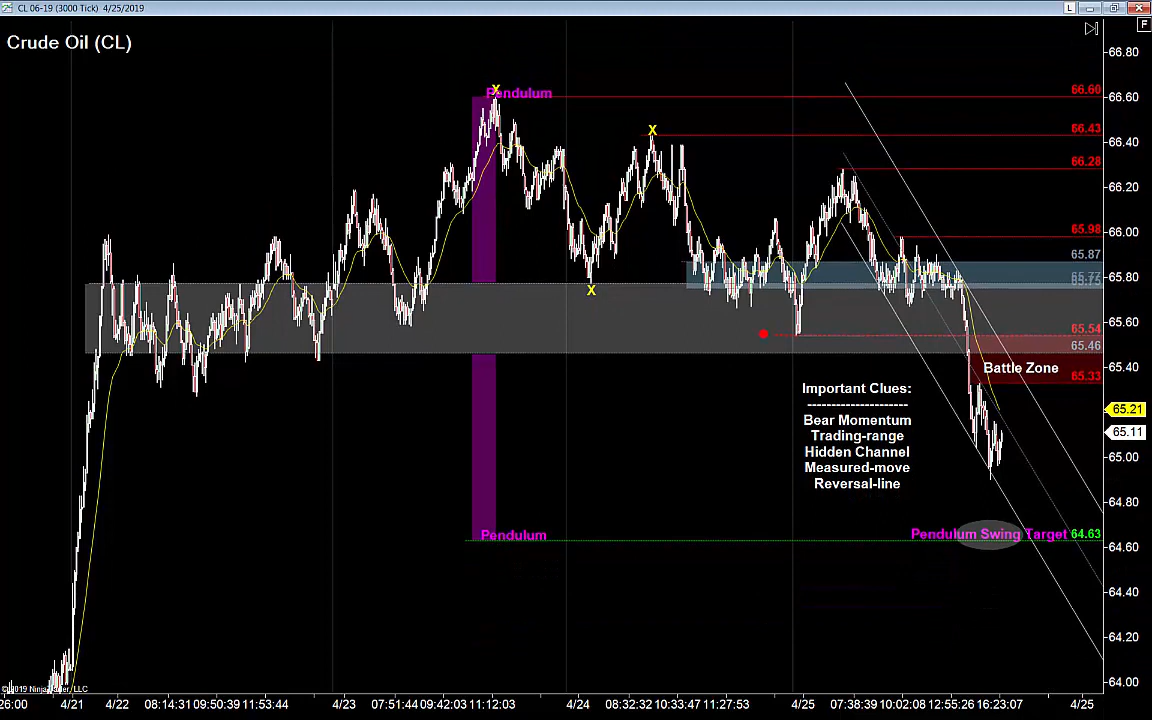 CL 06-19 (3000 Tick) 4/25/2019
L
F
Crude Oil (CL)
66.80
66.60
66.40
66.20
66.00
65.80
65.60
65.40
65.00
64.80
64.60
64.40
64.20
64.00
X
Pendulum
66.60
X
66.43
66.28
65.98
65.87
65.77
65.75
X
65.54
65.46
Battle Zone
65.33
65.21
65.11
Important Clues:
---------------------
Bear Momentum
Trading-range
Hidden Channel
Measured-move
Reversal-line
Pendulum
Pendulum Swing Target 64.63
©2019 NinjaTrader, LLC
26:00 4/21 4/22 08:14:31 09:50:39 11:53:44 4/23 07:51:44 09:42:03 11:12:03 4/24 08:32:32 10:33:47 11:27:53 4/25 07:38:39 10:02:08 12:55:26 16:23:07 4/25